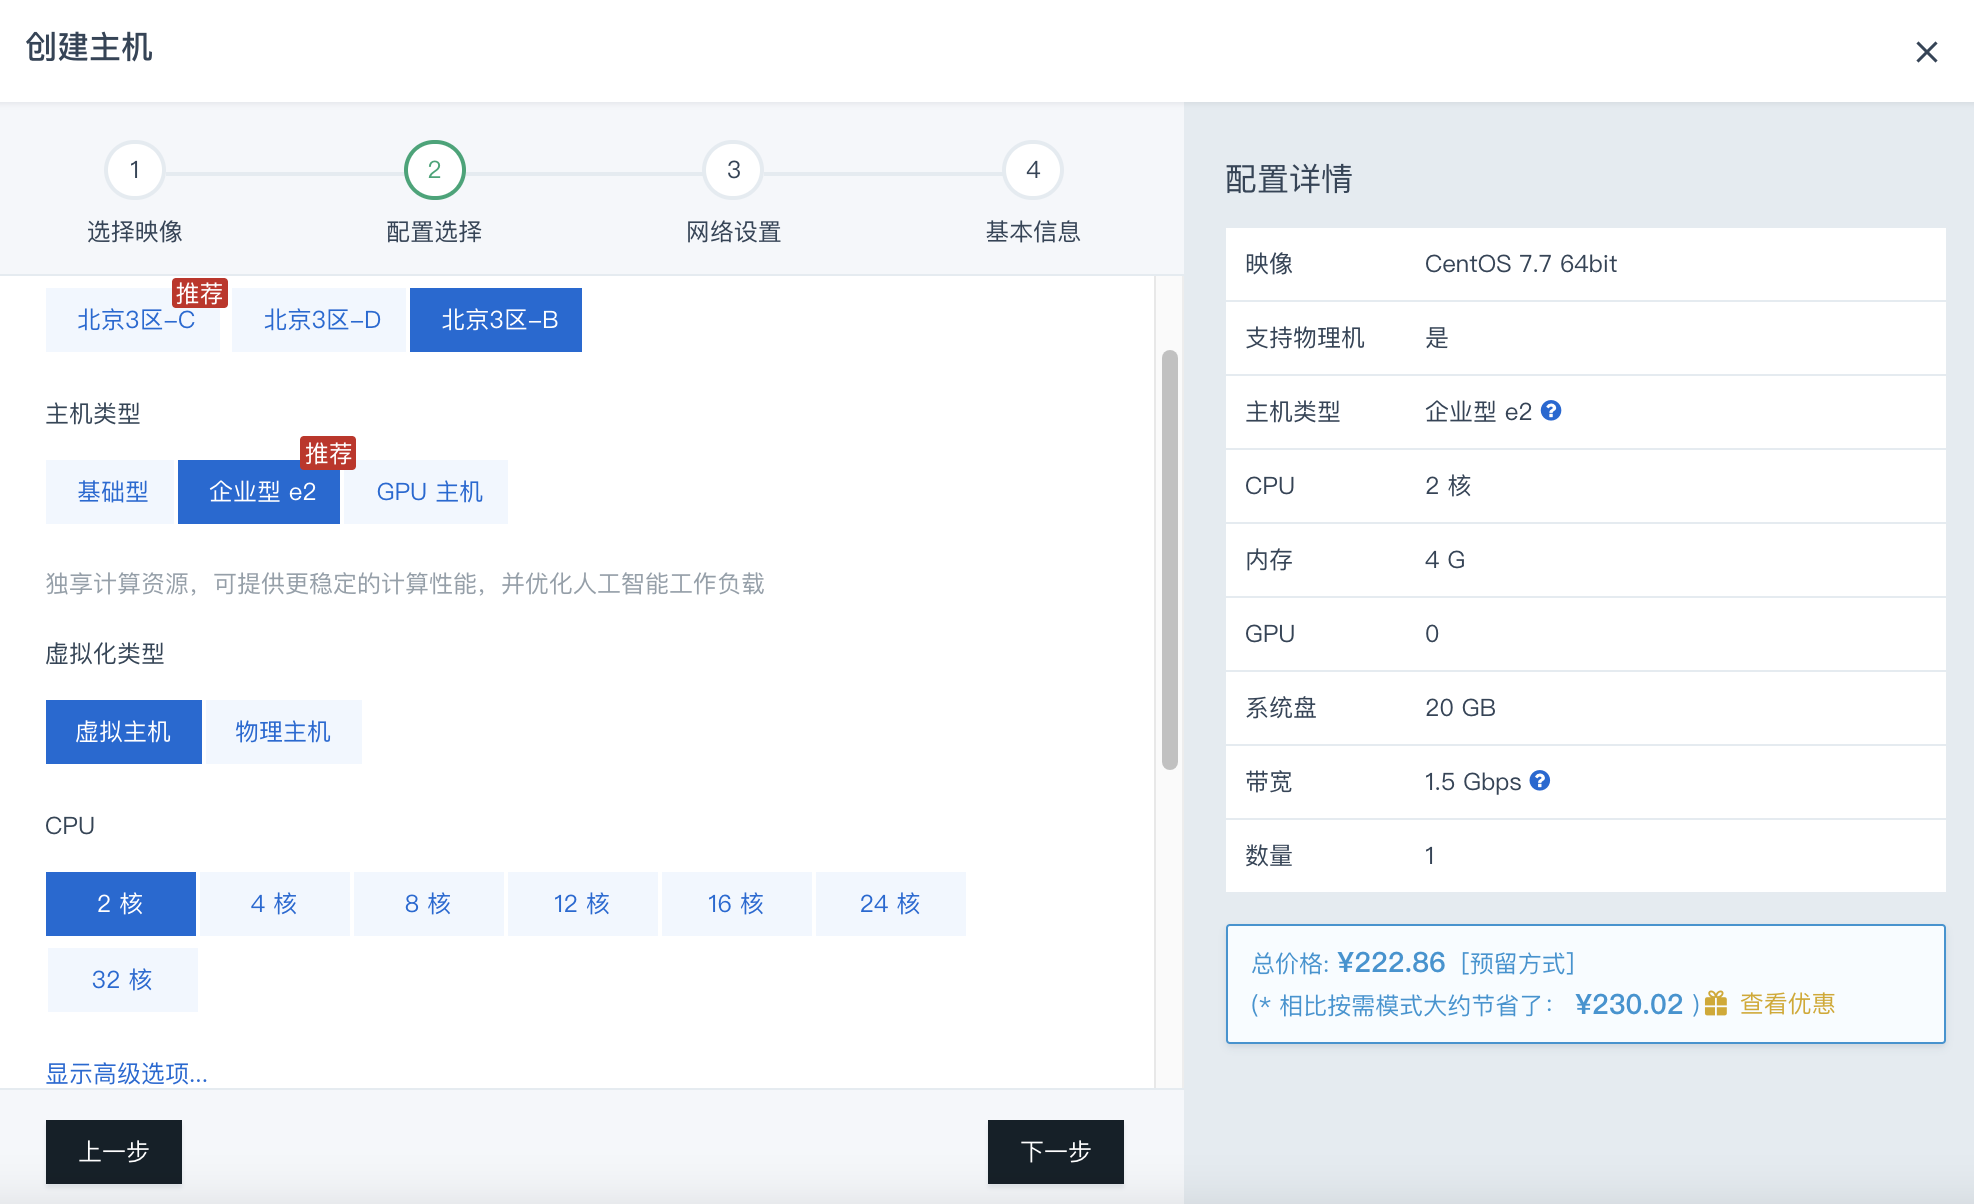 创建主机
1
2
3
4
选择映像
配置选择
网络设置
基本信息
推荐
北京3区-C
北京3区-D
北京3区-B
主机类型
推荐
基础型
企业型 e2
GPU 主机
独享计算资源，可提供更稳定的计算性能，并优化人工智能工作负载
虚拟化类型
虚拟主机
物理主机
CPU
2 核
4 核
8 核
12 核
16 核
24 核
32 核
显示高级选项...
上一步
下一步
配置详情
映像 CentOS 7.7 64bit
支持物理机 是
主机类型 企业型 e2 ?
CPU 2 核
内存 4 G
GPU 0
系统盘 20 GB
带宽 1.5 Gbps ?
数量 1
总价格: ¥222.86 [预留方式]
(* 相比按需模式大约节省了： ¥230.02 ) 查看优惠